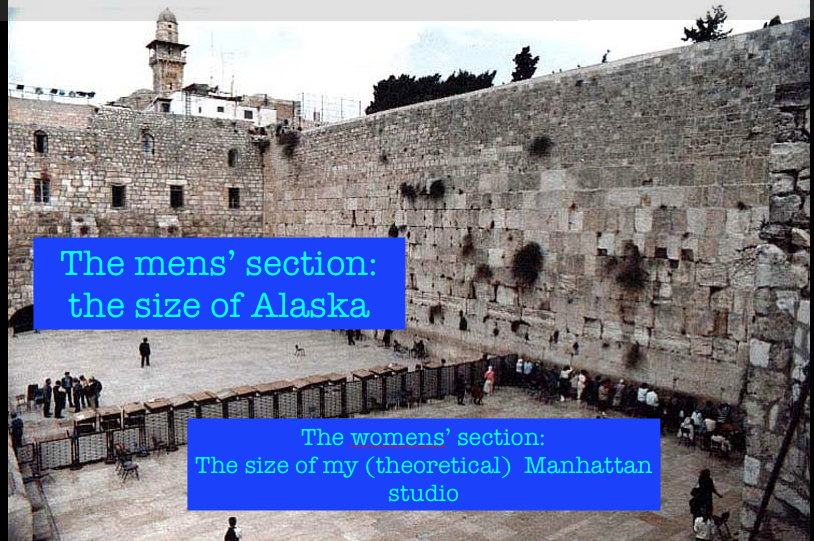 The mens’ section:
the size of Alaska
The womens’ section:
The size of my (theoretical) Manhattan
studio